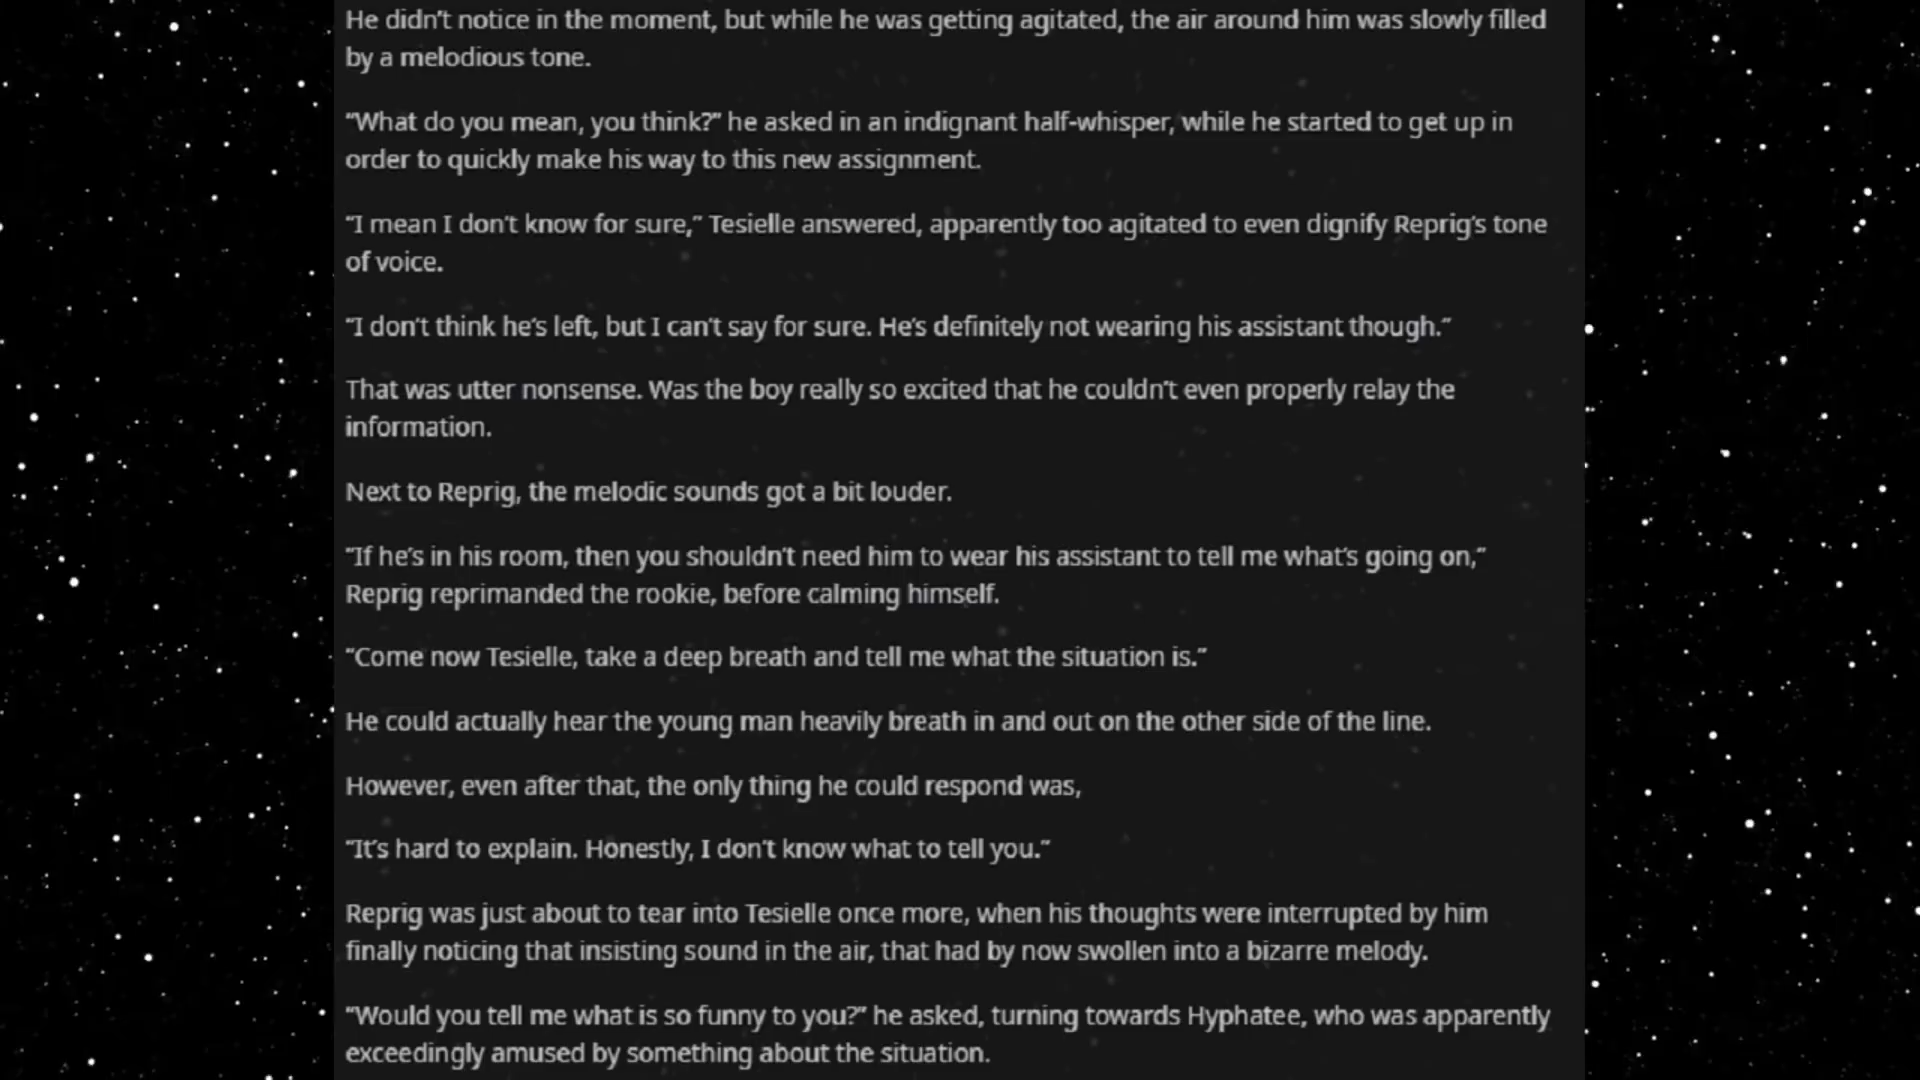 He didn't notice in the moment, but while he was getting agitated, the air around him was slowly filled
by a melodious tone.
“What do you mean, you think?” he asked in an indignant half-whisper, while he started to get up in
order to quickly make his way to this new assignment.
“I mean I don't know for sure,” Tesielle answered, apparently too agitated to even dignify Reprig's tone
of voice.
“I don't think he's left, but I can't say for sure. He's definitely not wearing his assistant though.”
That was utter nonsense. Was the boy really so excited that he couldn't even properly relay the
information.
Next to Reprig, the melodic sounds got a bit louder.
“If he's in his room, then you shouldn't need him to wear his assistant to tell me what's going on,”
Reprig reprimanded the rookie, before calming himself.
“Come now Tesielle, take a deep breath and tell me what the situation is.”
He could actually hear the young man heavily breath in and out on the other side of the line.
However, even after that, the only thing he could respond was,
“It's hard to explain. Honestly, I don't know what to tell you.”
Reprig was just about to tear into Tesielle once more, when his thoughts were interrupted by him
finally noticing that insisting sound in the air, that had by now swollen into a bizarre melody.
“Would you tell me what is so funny to you?” he asked, turning towards Hyphatee, who was apparently
exceedingly amused by something about the situation.